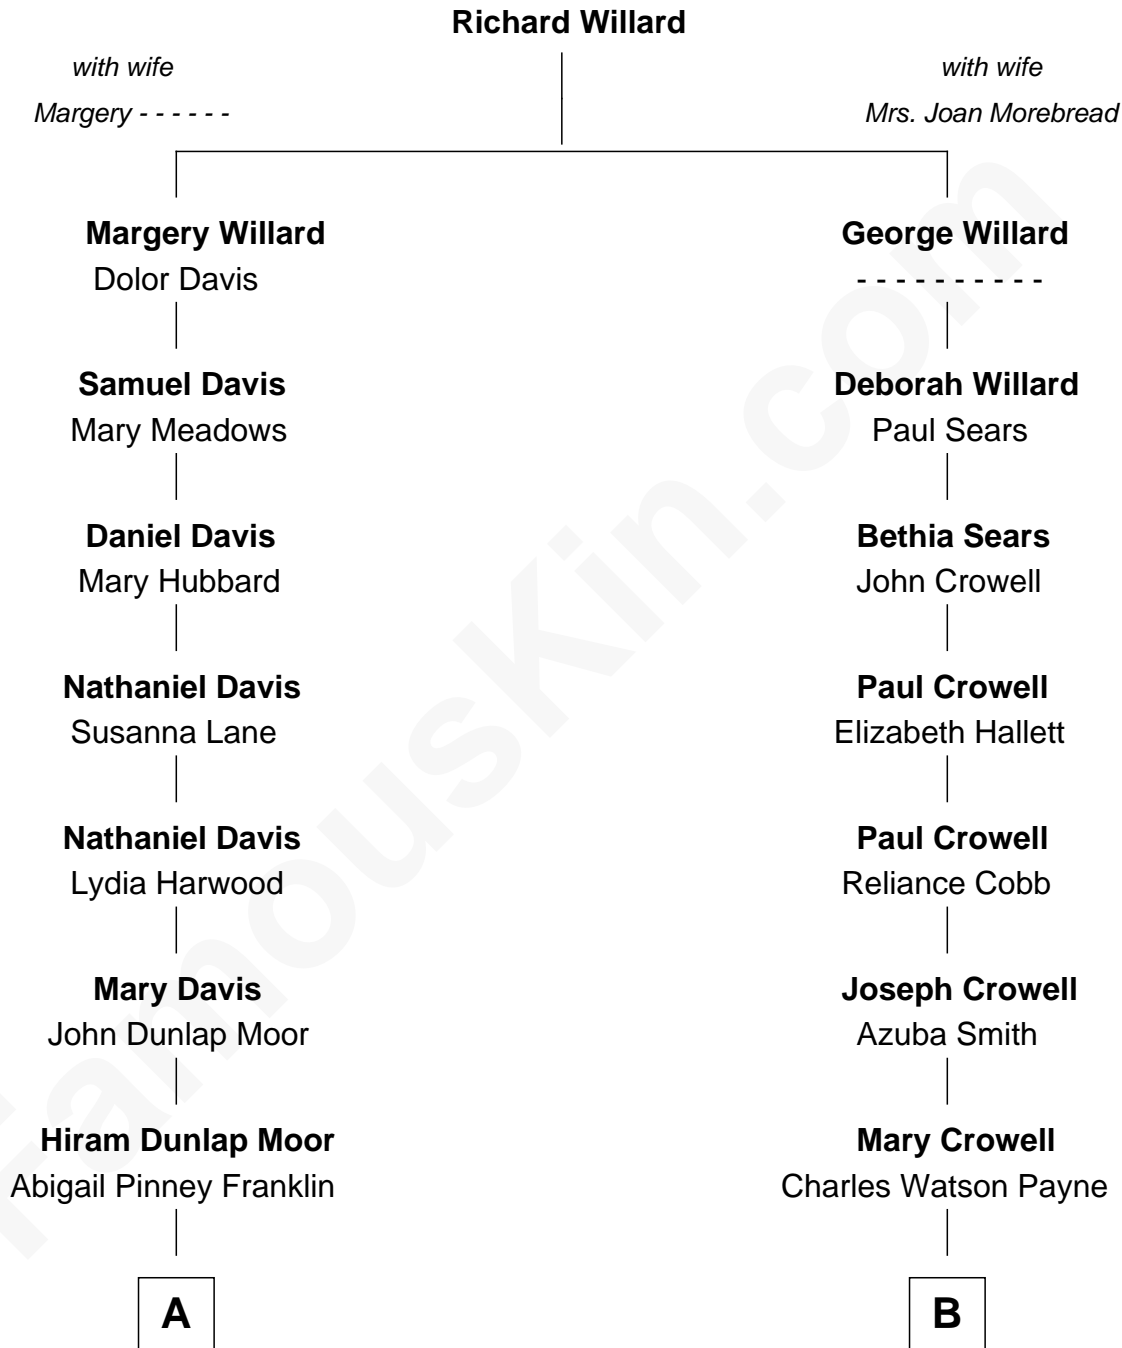 Richard Willard
with wife
Margery - - - - - -
with wife
Mrs. Joan Morebread
Margery Willard
Dolor Davis
George Willard
- - - - - - - - - -
Samuel Davis
Mary Meadows
Deborah Willard
Paul Sears
Daniel Davis
Mary Hubbard
Bethia Sears
John Crowell
Nathaniel Davis
Susanna Lane
Paul Crowell
Elizabeth Hallett
Nathaniel Davis
Lydia Harwood
Paul Crowell
Reliance Cobb
Mary Davis
John Dunlap Moor
Joseph Crowell
Azuba Smith
Hiram Dunlap Moor
Abigail Pinney Franklin
Mary Crowell
Charles Watson Payne
A
B
FamousKin.com